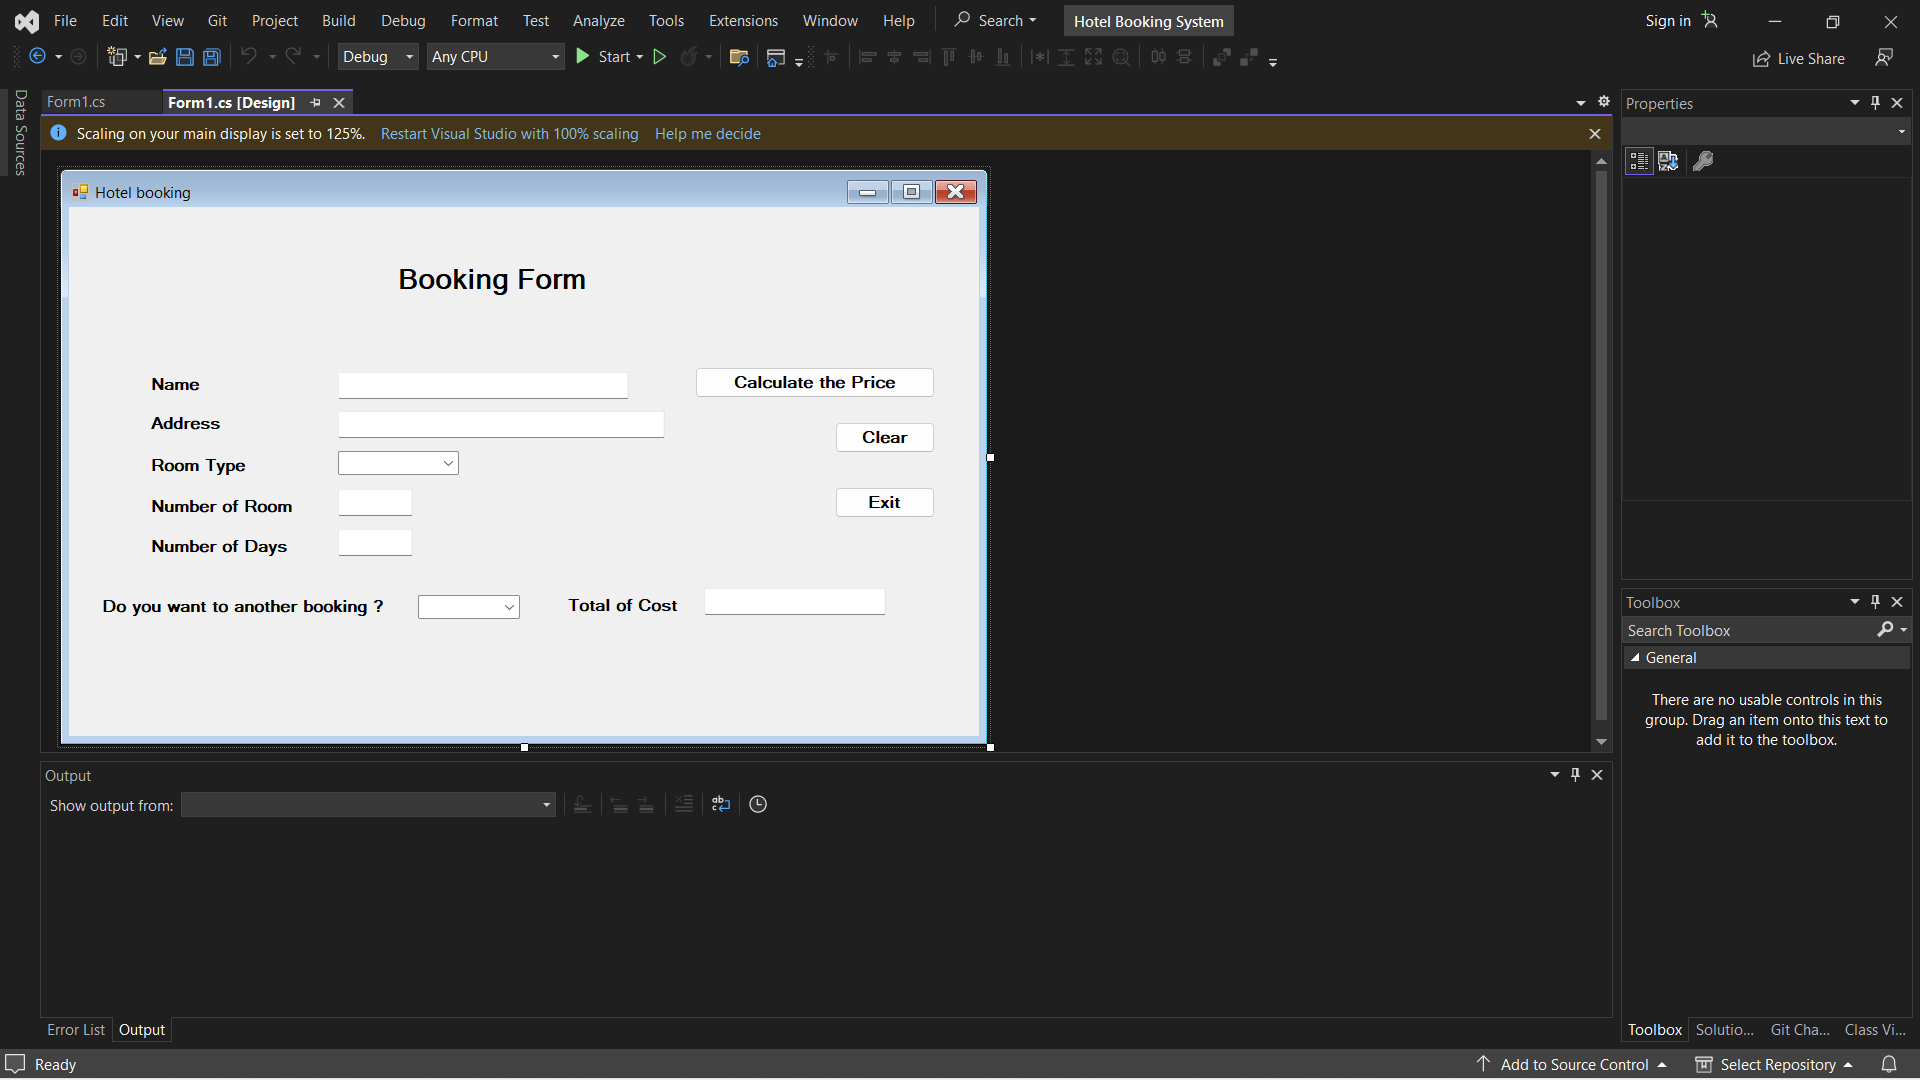 File Edit View Git Project Build Debug Format Test Analyze Tools Extensions Window Help Search Hotel Booking System Sign in
Debug Any CPU Start Live Share
Data Sources
Form1.cs Form1.cs [Design]
Scaling on your main display is set to 125%. Restart Visual Studio with 100% scaling Help me decide
Hotel booking
Booking Form
Name Calculate the Price
Address
Clear
Room Type
Number of Room Exit
Number of Days
Do you want to another booking ? Total of Cost
Properties
Toolbox
Search Toolbox
General
There are no usable controls in this
group. Drag an item onto this text to
add it to the toolbox.
Output
Show output from:
Error List Output
Toolbox Solutio... Git Cha... Class Vi...
Ready Add to Source Control Select Repository